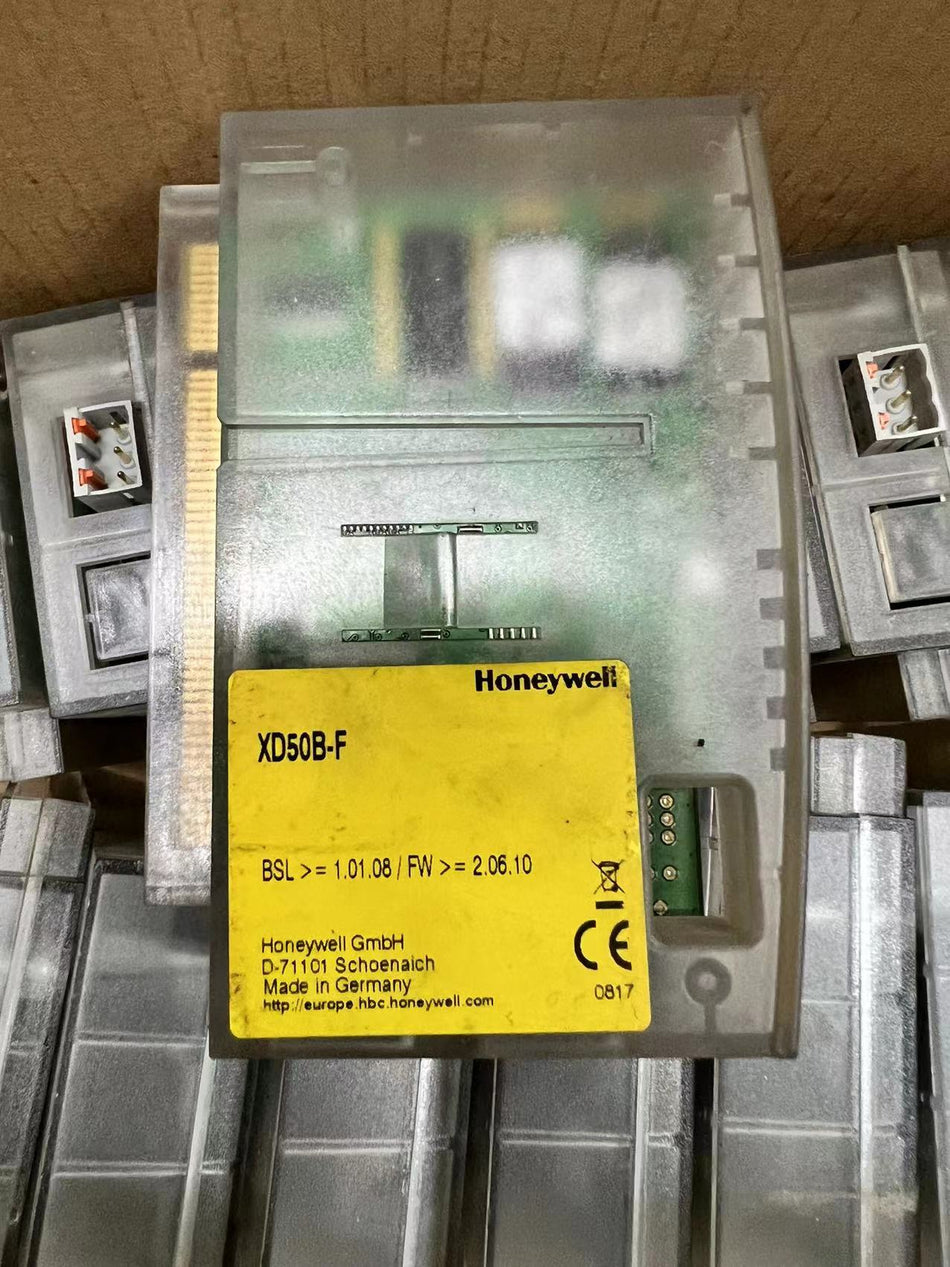 Honeywell
XD50B-F
BSL >= 1.01.08 / FW >= 2.06.10
Honeywell GmbH
D-71101 Schoenaich
Made in Germany
http://europe.hbc.honeywell.com
CE
0817